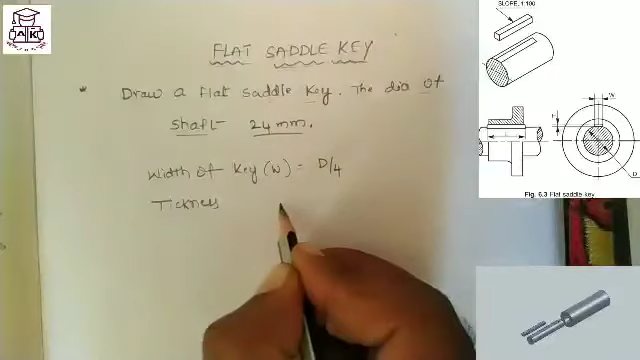 FLAT SADDLE KEY
* Draw a flat saddle key. The dia of
shaft 24 mm.
Width of key (W) = D/4
Tickness
SLOPE, 1:100
W
H
L
D
Fig. 6.3 Flat saddle-key
AK